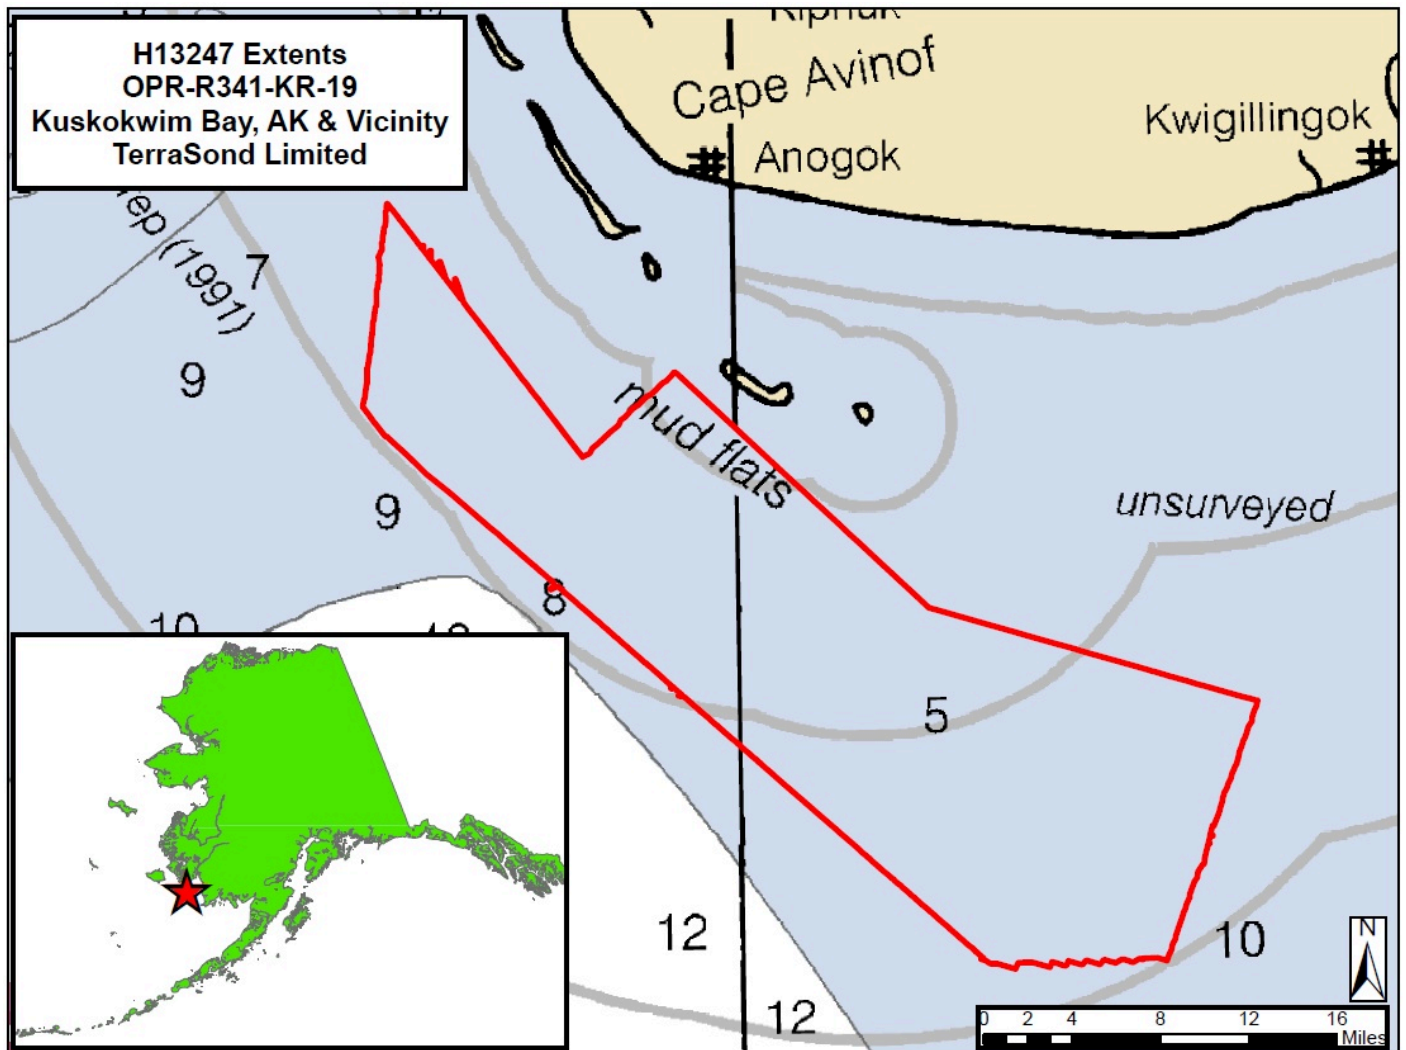 H13247 Extents
OPR-R341-KR-19
Kuskokwim Bay, AK & Vicinity
TerraSond Limited
Cape Avinof
Kwigillingok
Anogok
(1991)
7
9
mud flats
9
unsurveyed
8
10
5
12
10
12
N
0 2 4 8 12 16
Miles